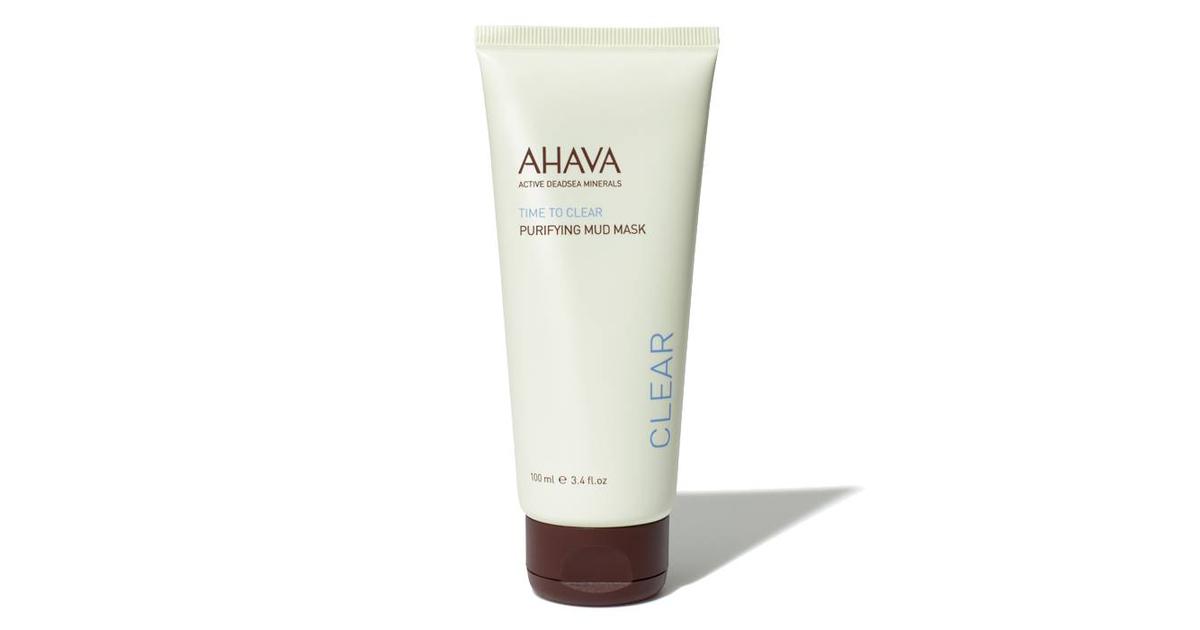 AHAVA
ACTIVE DEADSEA MINERALS
TIME TO CLEAR
PURIFYING MUD MASK
CLEAR
100 ml ℮ 3.4 fl.oz